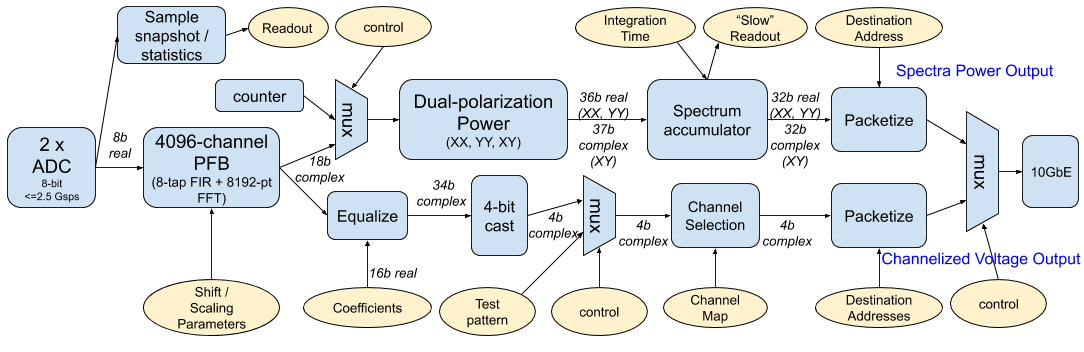 Sample
snapshot /
statistics
Readout
control
Integration
Time
“Slow”
Readout
Destination
Address
Spectra Power Output
counter
mux
Dual-polarization
Power
(XX, YY, XY)
36b real
(XX, YY)
37b
complex
(XY)
Spectrum
accumulator
32b real
(XX, YY)
32b
complex
(XY)
Packetize
2 x
ADC
8-bit
<=2.5 Gsps
8b
real
4096-channel
PFB
(8-tap FIR + 8192-pt
FFT)
18b
complex
mux
10GbE
Equalize
34b
complex
4-bit
cast
4b
complex
mux
4b
complex
Channel
Selection
4b
complex
Packetize
Channelized Voltage Output
16b real
Shift /
Scaling
Parameters
Coefficients
Test
pattern
control
Channel
Map
Destination
Addresses
control